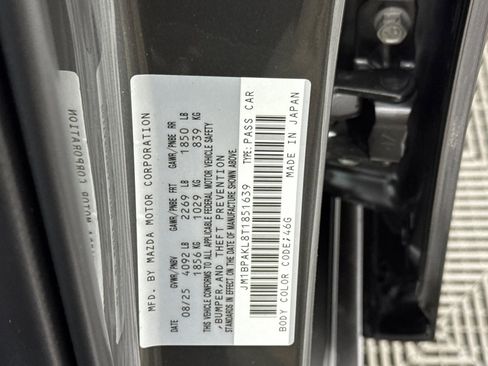 MFD. BY MAZDA MOTOR CORPORATION
DATE GVWR/PNBV GAWR/PNBE FRT GAWR/PNBE RR
08/25 4092 LB 2269 LB 1850 LB
1856 KG 1029 KG 839 KG
THIS VEHICLE CONFORMS TO ALL APPLICABLE FEDERAL MOTOR VEHICLE SAFETY
,BUMPER,AND THEFT PREVENTION
STANDARDS IN EFFECT ON THE DATE OF MANUFACTURE SHOWN ABOVE.
JM1BPAKL8T1851639 TYPE:PASS CAR
BODY COLOR CODE:46G MADE IN JAPAN